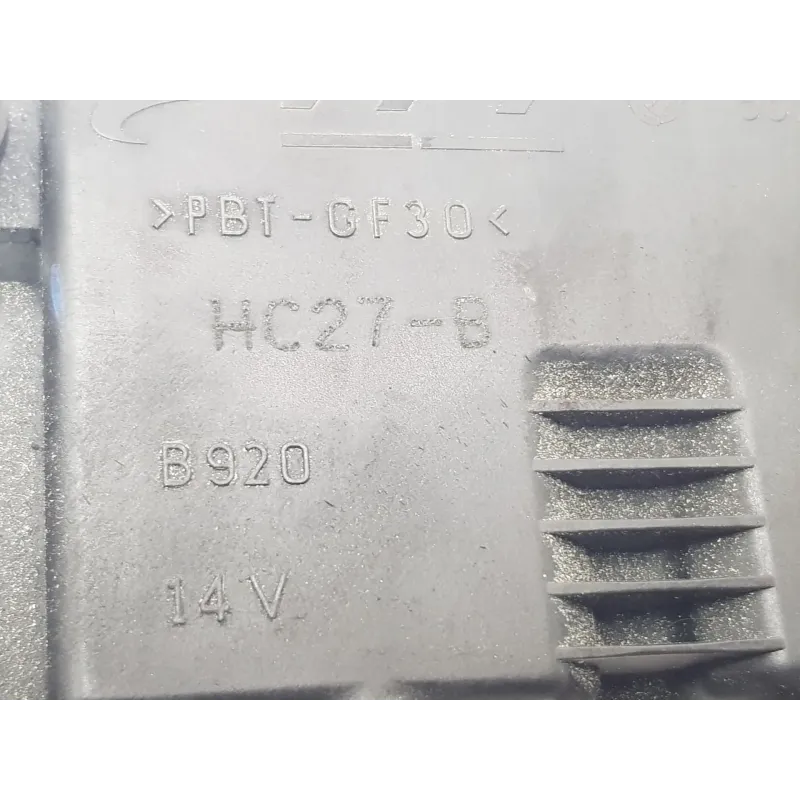 >PBT-GF30<
HC27-B
B920
14V